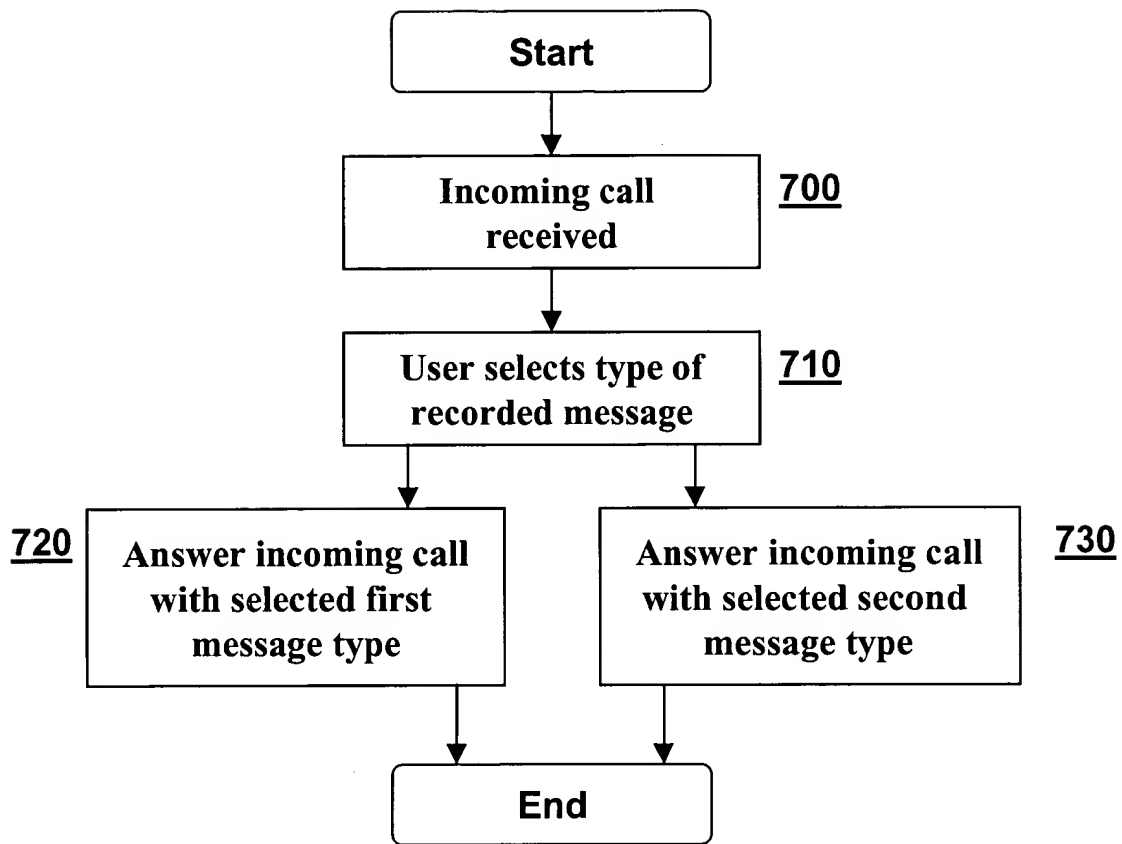 Start
Incoming call
received
700
User selects type of
recorded message
710
720
Answer incoming call
with selected first
message type
Answer incoming call
with selected second
message type
730
End